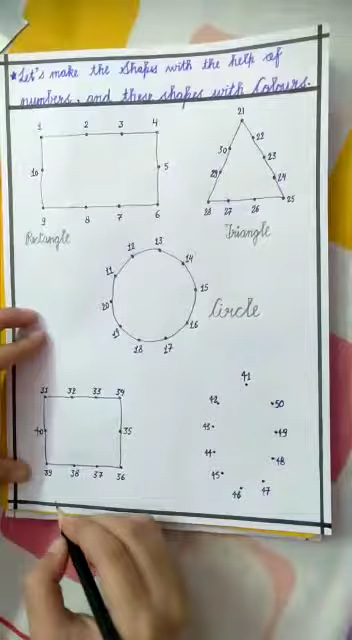 * Let's make the Shapes with the help of
numbers, and these shapes with Colours.
1 2 3 4
10 5
9 8 7 6
Rectangle
21
30 22
23
29 24
28 27 26 25
Triangle
12 13 14
11 15
20 16
19 18 17
Circle
31 32 33 34
40 35
39 38 37 36
41
42 50
43 49
44 48
45 46 47